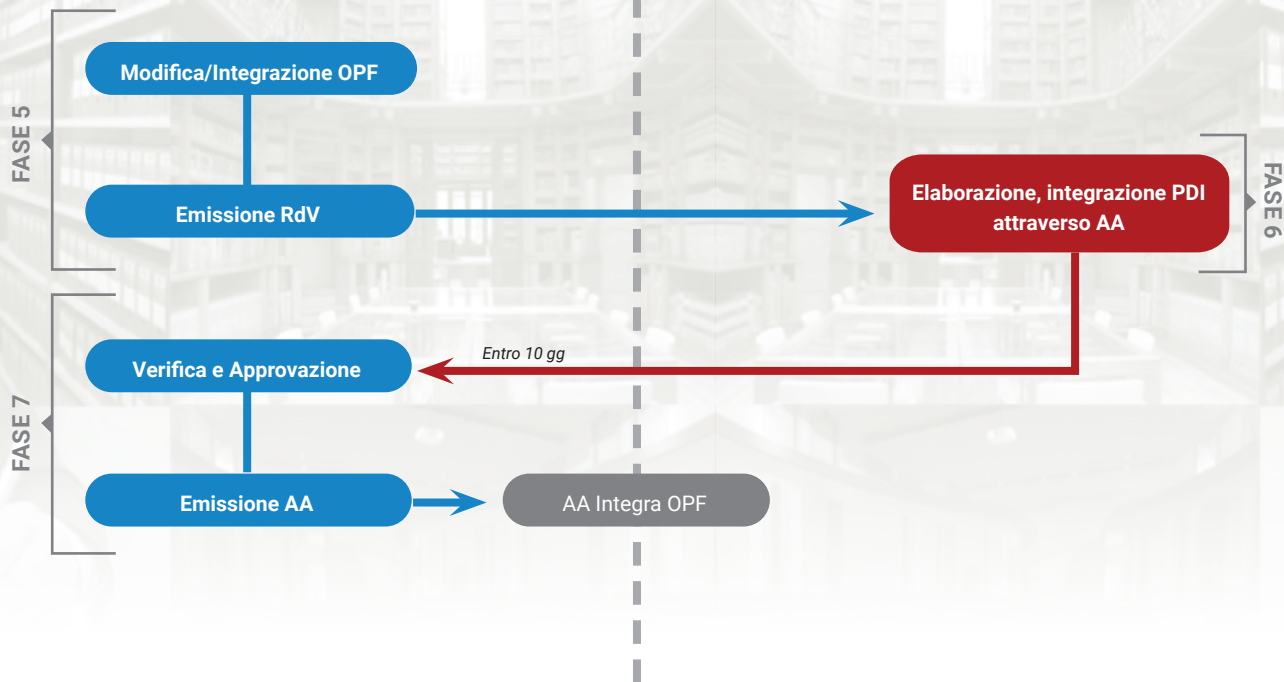 FASE 5
Modifica/Integrazione OPF
Emissione RdV
Elaborazione, integrazione PDI
attraverso AA
FASE 6
FASE 7
Entro 10 gg
Verifica e Approvazione
Emissione AA
AA Integra OPF